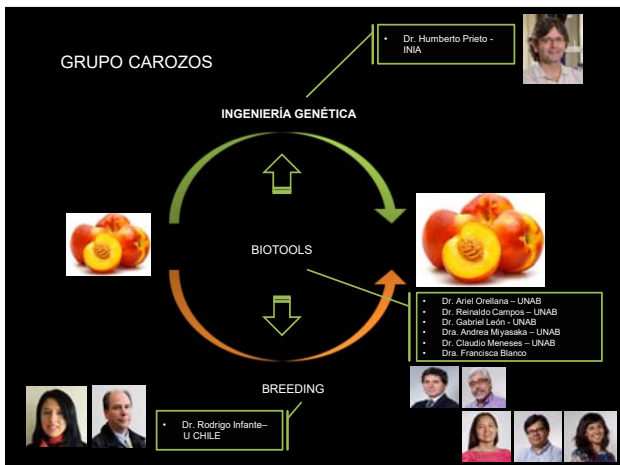 • Dr. Humberto Prieto -
INIA
GRUPO CAROZOS
INGENIERÍA GENÉTICA
BIOTOOLS
• Dr. Ariel Orellana – UNAB
• Dr. Reinaldo Campos – UNAB
• Dr. Gabriel León - UNAB
• Dra. Andrea Miyasaka – UNAB
• Dr. Claudio Meneses – UNAB
• Dra. Francisca Blanco
BREEDING
• Dr. Rodrigo Infante–
U CHILE